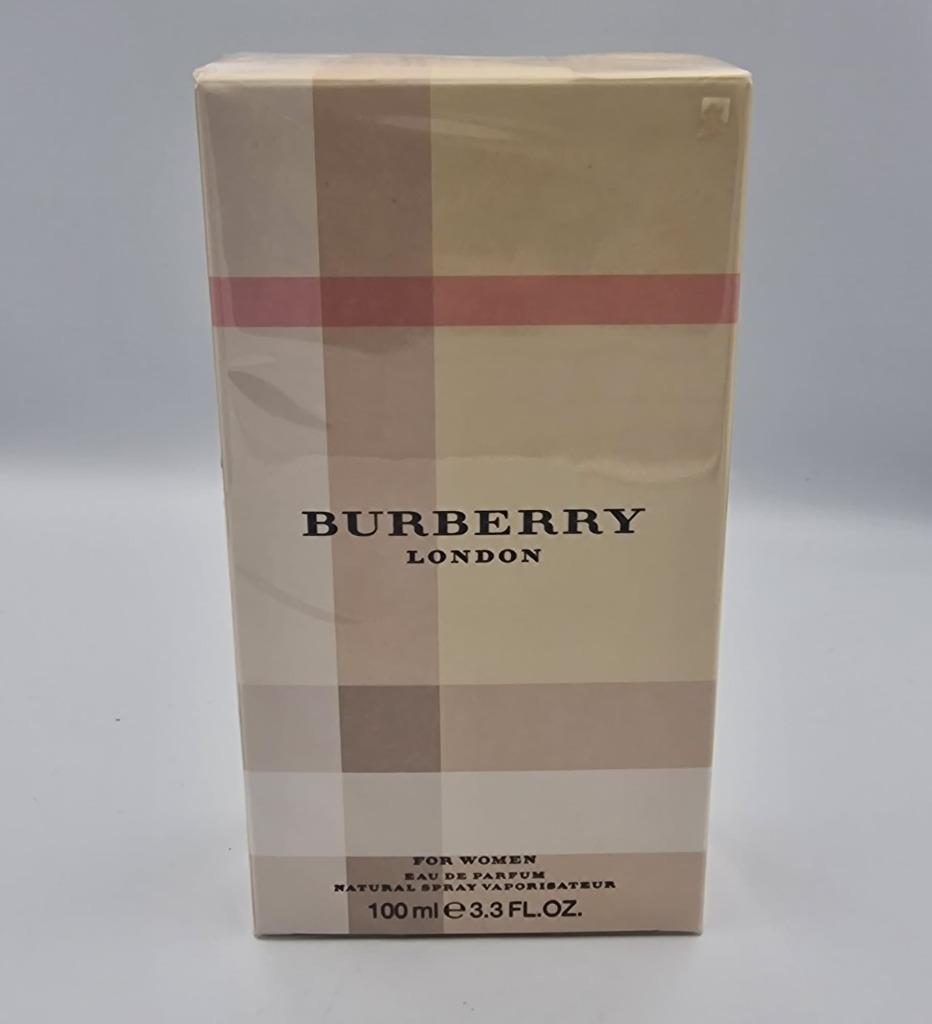 BURBERRY
LONDON
FOR WOMEN
EAU DE PARFUM
NATURAL SPRAY VAPORISATEUR
100 ml ℮ 3.3 FL.OZ.